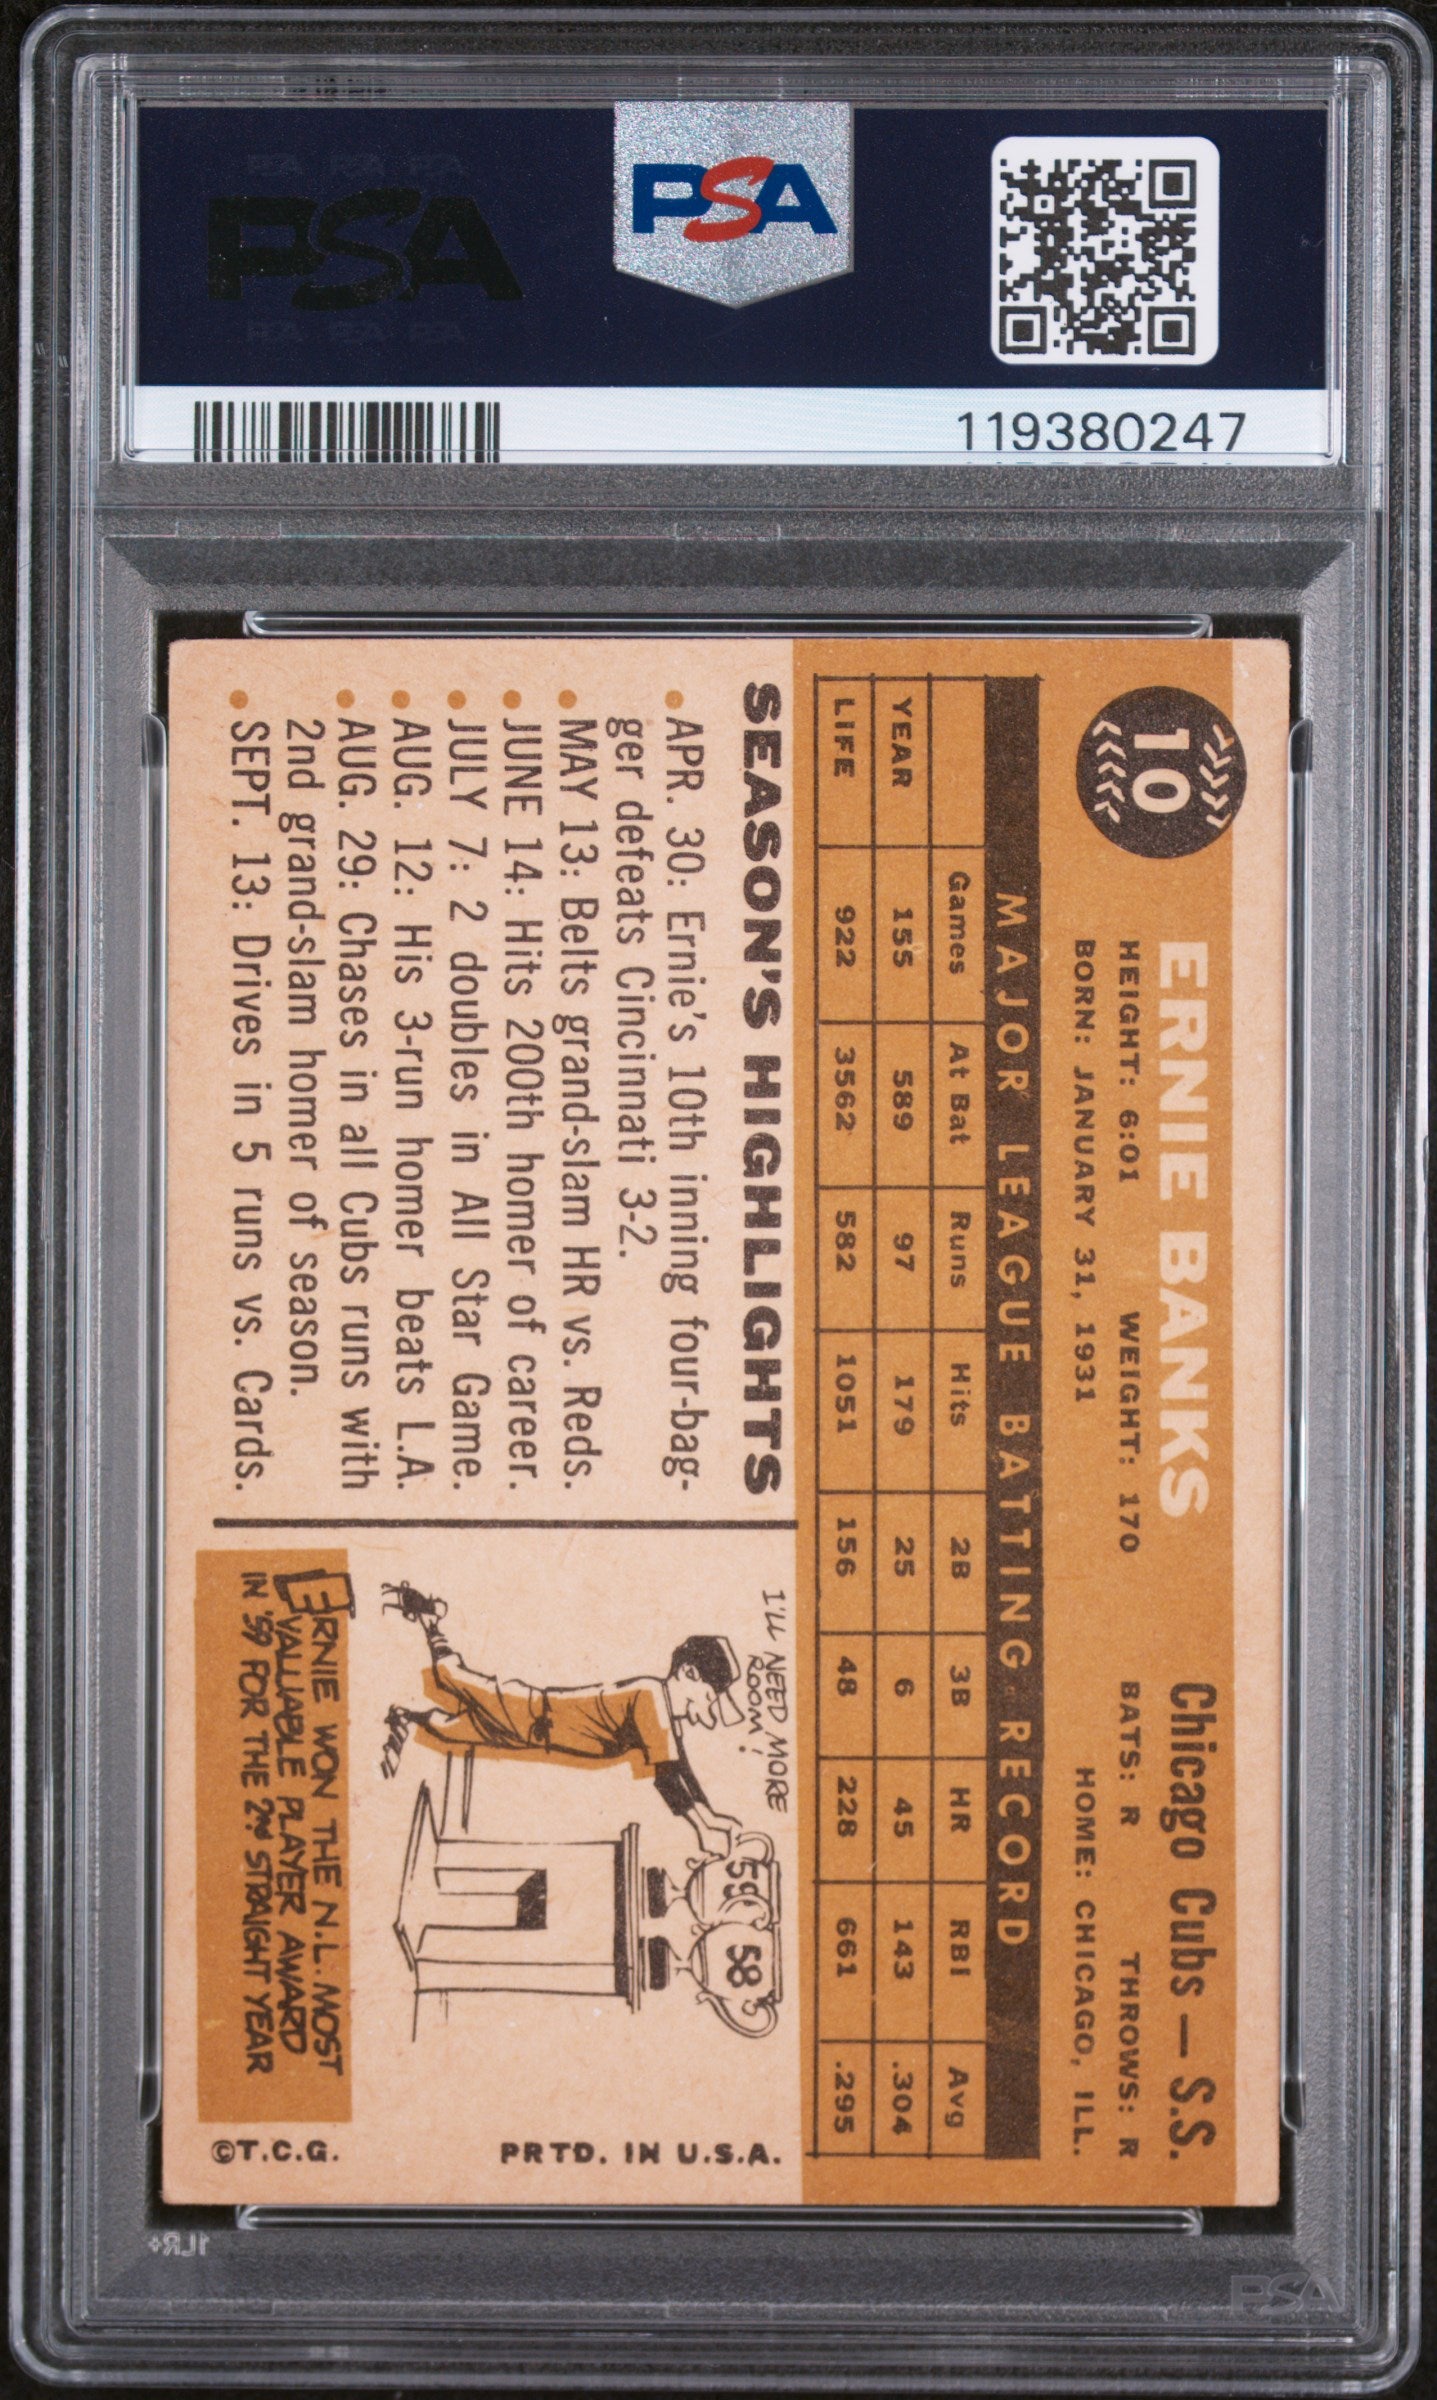 PSA
PSA
119380247
10
ERNIE BANKS
Chicago Cubs — S.S.
HEIGHT: 6:01 WEIGHT: 170 BATS: R THROWS: R
BORN: JANUARY 31, 1931 HOME: CHICAGO, ILL.
MAJOR LEAGUE BATTING RECORD
Games At Bat Runs Hits 2B 3B HR RBI Avg
YEAR 155 589 97 179 25 6 45 143 .304
LIFE 922 3562 582 1051 156 48 228 661 .295
SEASON'S HIGHLIGHTS
• APR. 30: Ernie's 10th inning four-bag-
ger defeats Cincinnati 3-2.
• MAY 13: Belts grand-slam HR vs. Reds.
• JUNE 14: Hits 200th homer of career.
• JULY 7: 2 doubles in All Star Game.
• AUG. 12: His 3-run homer beats L.A.
• AUG. 29: Chases in all Cubs runs with
2nd grand-slam homer of season.
• SEPT. 13: Drives in 5 runs vs. Cards.
I'LL NEED MORE
ROOM!
59
58
ERNIE WON THE N.L. MOST
VALUABLE PLAYER AWARD
IN '59 FOR THE 2nd STRAIGHT YEAR
©T.C.G.
PRTD. IN U.S.A.
1LR+
PSA